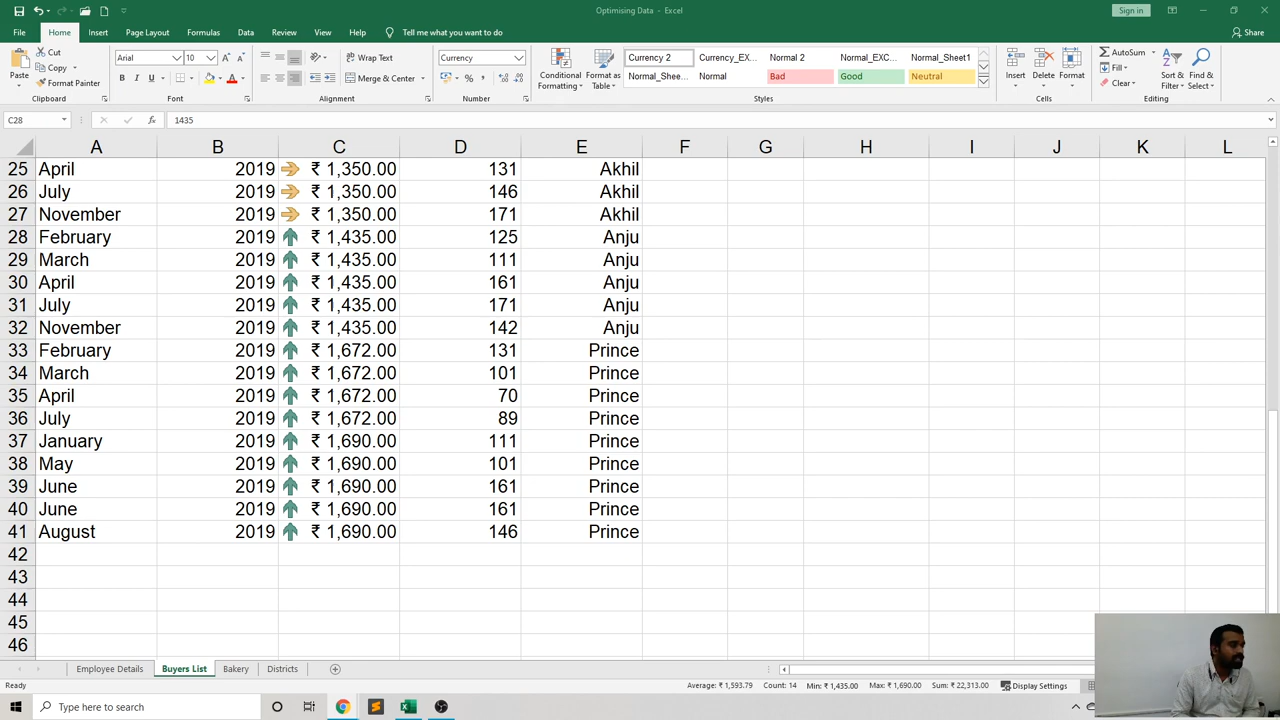 Optimising Data - Excel
Sign in
File Home Insert Page Layout Formulas Data Review View Help Tell me what you want to do Share
Paste
Cut
Copy
Format Painter
Clipboard
Arial 10
B I U
Font
Wrap Text
Merge & Center
Alignment
Currency
Number
Conditional Formatting
Format as Table
Currency 2 Currency_EX... Normal 2 Normal_EXC... Normal_Sheet1
Normal_Shee... Normal Bad Good Neutral
Styles
Insert Delete Format
Cells
AutoSum
Fill
Clear
Sort & Filter
Find & Select
Editing
C28 fx 1435
A B C D E F G H I J K L
25 April 2019 ₹ 1,350.00 131 Akhil
26 July 2019 ₹ 1,350.00 146 Akhil
27 November 2019 ₹ 1,350.00 171 Akhil
28 February 2019 ₹ 1,435.00 125 Anju
29 March 2019 ₹ 1,435.00 111 Anju
30 April 2019 ₹ 1,435.00 161 Anju
31 July 2019 ₹ 1,435.00 171 Anju
32 November 2019 ₹ 1,435.00 142 Anju
33 February 2019 ₹ 1,672.00 131 Prince
34 March 2019 ₹ 1,672.00 101 Prince
35 April 2019 ₹ 1,672.00 70 Prince
36 July 2019 ₹ 1,672.00 89 Prince
37 January 2019 ₹ 1,690.00 111 Prince
38 May 2019 ₹ 1,690.00 101 Prince
39 June 2019 ₹ 1,690.00 161 Prince
40 June 2019 ₹ 1,690.00 161 Prince
41 August 2019 ₹ 1,690.00 146 Prince
42
43
44
45
46
Employee Details Buyers List Bakery Districts
Ready Average: ₹ 1,593.79 Count: 14 Min: ₹ 1,435.00 Max: ₹ 1,690.00 Sum: ₹ 22,313.00 Display Settings
Type here to search